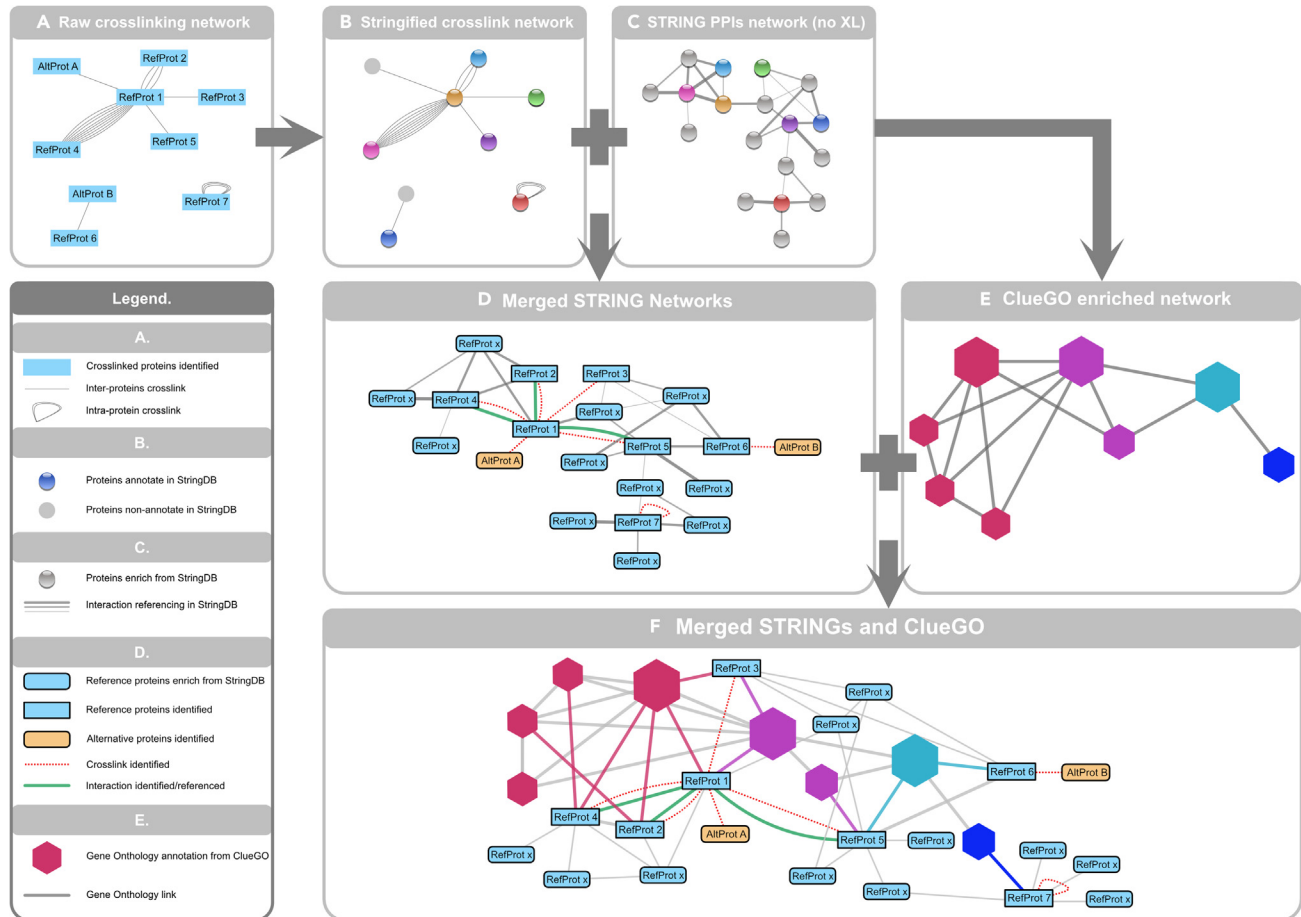 A Raw crosslinking network
AltProt A
RefProt 2
RefProt 1
RefProt 3
RefProt 4
RefProt 5
AltProt B
RefProt 7
RefProt 6
B Stringified crosslink network
C STRING PPIs network (no XL)
Legend.
A.
Crosslinked proteins identified
Inter-proteins crosslink
Intra-protein crosslink
B.
Proteins annotate in StringDB
Proteins non-annotate in StringDB
C.
Proteins enrich from StringDB
Interaction referencing in StringDB
D.
Reference proteins enrich from StringDB
Reference proteins identified
Alternative proteins identified
Crosslink identified
Interaction identified/referenced
E.
Gene Onthology annotation from ClueGO
Gene Onthology link
D Merged STRING Networks
RefProt x
RefProt 2
RefProt 3
RefProt x
RefProt x
RefProt 4
RefProt x
RefProt 1
RefProt x
RefProt 5
RefProt 6
AltProt B
AltProt A
RefProt x
RefProt x
RefProt x
RefProt x
RefProt 7
RefProt x
RefProt x
E ClueGO enriched network
F Merged STRINGs and ClueGO
RefProt 3
RefProt x
RefProt x
RefProt 6
AltProt B
RefProt 1
RefProt 4
RefProt 2
AltProt A
RefProt 5
RefProt x
RefProt x
RefProt x
RefProt x
RefProt x
RefProt x
RefProt x
RefProt x
RefProt x
RefProt 7
RefProt x